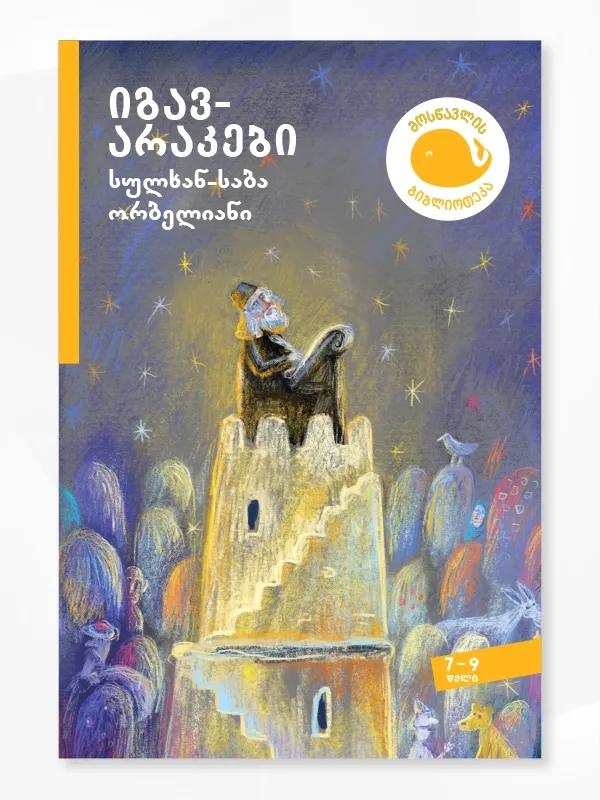 იგავ-
არაკები
სულხან-საბა
ორბელიანი
მოსწავლის
ბიბლიოთეკა
7 – 9
წელი